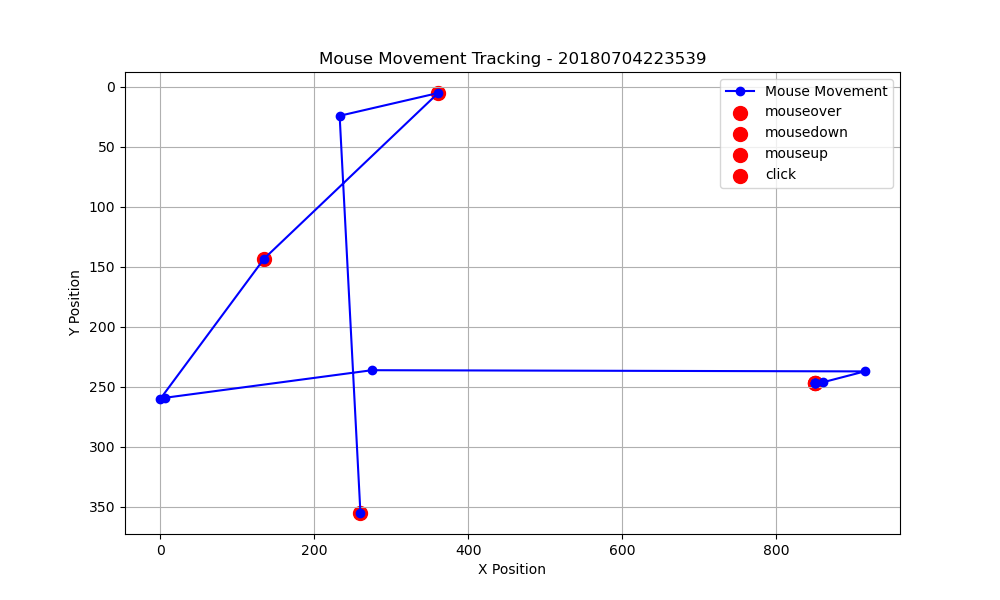 Mouse Movement Tracking - 20180704223539
Mouse Movement
mouseover
mousedown
mouseup
click
Y Position
0
50
100
150
200
250
300
350
0 200 400 600 800
X Position